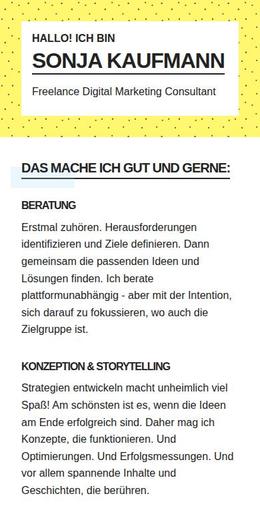 HALLO! ICH BIN
SONJA KAUFMANN
Freelance Digital Marketing Consultant
DAS MACHE ICH GUT UND GERNE:
BERATUNG
Erstmal zuhören. Herausforderungen
identifizieren und Ziele definieren. Dann
gemeinsam die passenden Ideen und
Lösungen finden. Ich berate
plattformunabhängig - aber mit der Intention,
sich darauf zu fokussieren, wo auch die
Zielgruppe ist.
KONZEPTION & STORYTELLING
Strategien entwickeln macht unheimlich viel
Spaß! Am schönsten ist es, wenn die Ideen
am Ende erfolgreich sind. Daher mag ich
Konzepte, die funktionieren. Und
Optimierungen. Und Erfolgsmessungen. Und
vor allem spannende Inhalte und
Geschichten, die berühren.